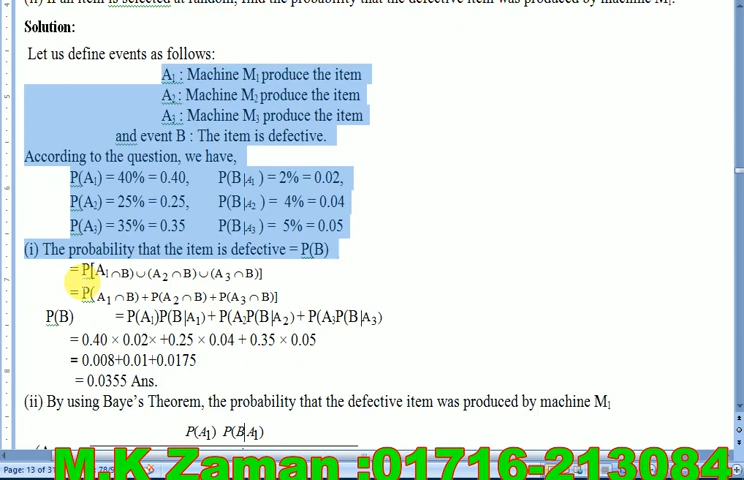 (ii) If an item is selected at random, find the probability that the defective item was produced by machine M₁.
Solution:
Let us define events as follows:
A₁ : Machine M₁ produce the item
A₂ : Machine M₂ produce the item
A₃ : Machine M₃ produce the item
and event B : The item is defective.
According to the question, we have,
P(A₁) = 40% = 0.40, P(B|A₁) = 2% = 0.02,
P(A₂) = 25% = 0.25, P(B|A₂) = 4% = 0.04
P(A₃) = 35% = 0.35 P(B|A₃) = 5% = 0.05
(i) The probability that the item is defective = P(B)
= P[A₁∩B)∪(A₂∩B)∪(A₃∩B)]
= P(A₁∩B)+P(A₂∩B)+P(A₃∩B)]
P(B) = P(A₁)P(B|A₁)+P(A₂P(B|A₂)+P(A₃P(B|A₃)
= 0.40 × 0.02× +0.25 × 0.04 + 0.35 × 0.05
= 0.008+0.01+0.0175
= 0.0355 Ans.
(ii) By using Baye's Theorem, the probability that the defective item was produced by machine M₁
P(A₁) P(B|A₁)
Page: 13 of 31
M.K Zaman :01716-213084